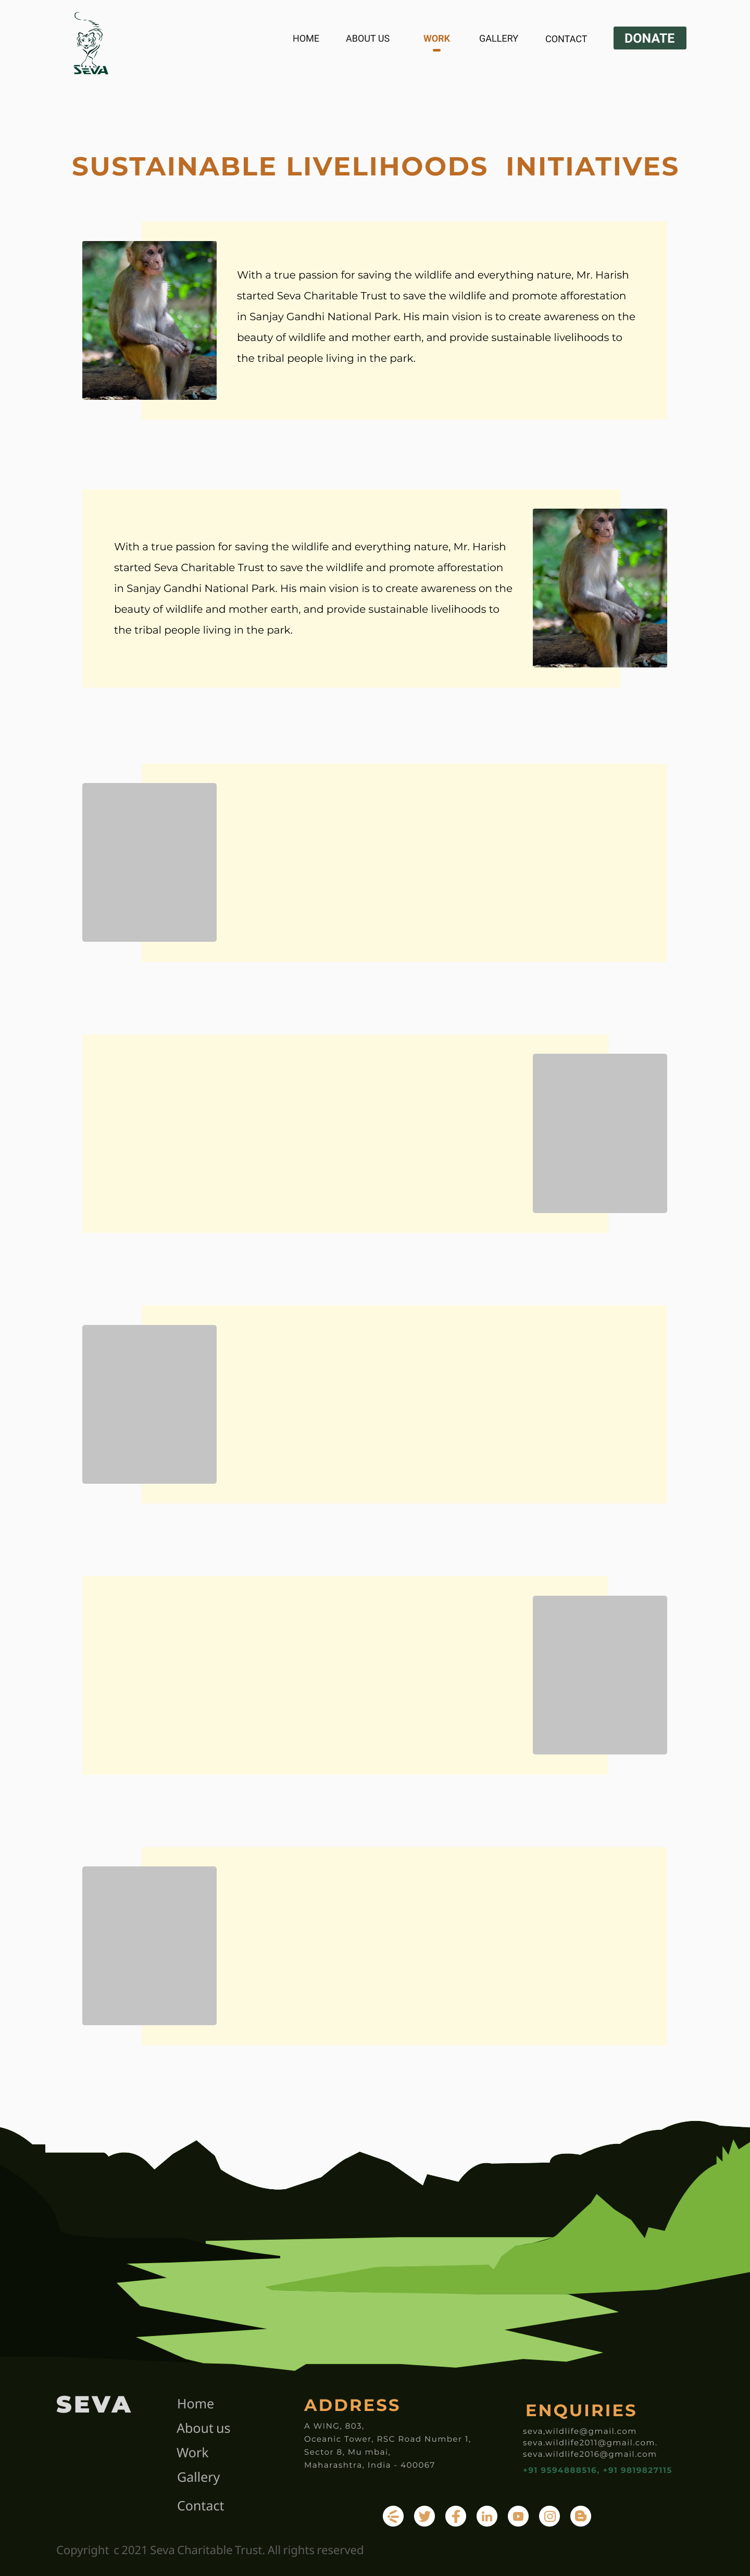 SEVA
HOME ABOUT US WORK GALLERY CONTACT DONATE
SUSTAINABLE LIVELIHOODS INITIATIVES
With a true passion for saving the wildlife and everything nature, Mr. Harish
started Seva Charitable Trust to save the wildlife and promote afforestation
in Sanjay Gandhi National Park. His main vision is to create awareness on the
beauty of wildlife and mother earth, and provide sustainable livelihoods to
the tribal people living in the park.
With a true passion for saving the wildlife and everything nature, Mr. Harish
started Seva Charitable Trust to save the wildlife and promote afforestation
in Sanjay Gandhi National Park. His main vision is to create awareness on the
beauty of wildlife and mother earth, and provide sustainable livelihoods to
the tribal people living in the park.
SEVA
Home
About us
Work
Gallery
Contact
ADDRESS
A WING, 803,
Oceanic Tower, RSC Road Number 1,
Sector 8, Mu mbai,
Maharashtra, India - 400067
ENQUIRIES
seva,wildlife@gmail.com
seva.wildlife2011@gmail.com.
seva.wildlife2016@gmail.com
+91 9594888516, +91 9819827115
Copyright c 2021 Seva Charitable Trust. All rights reserved